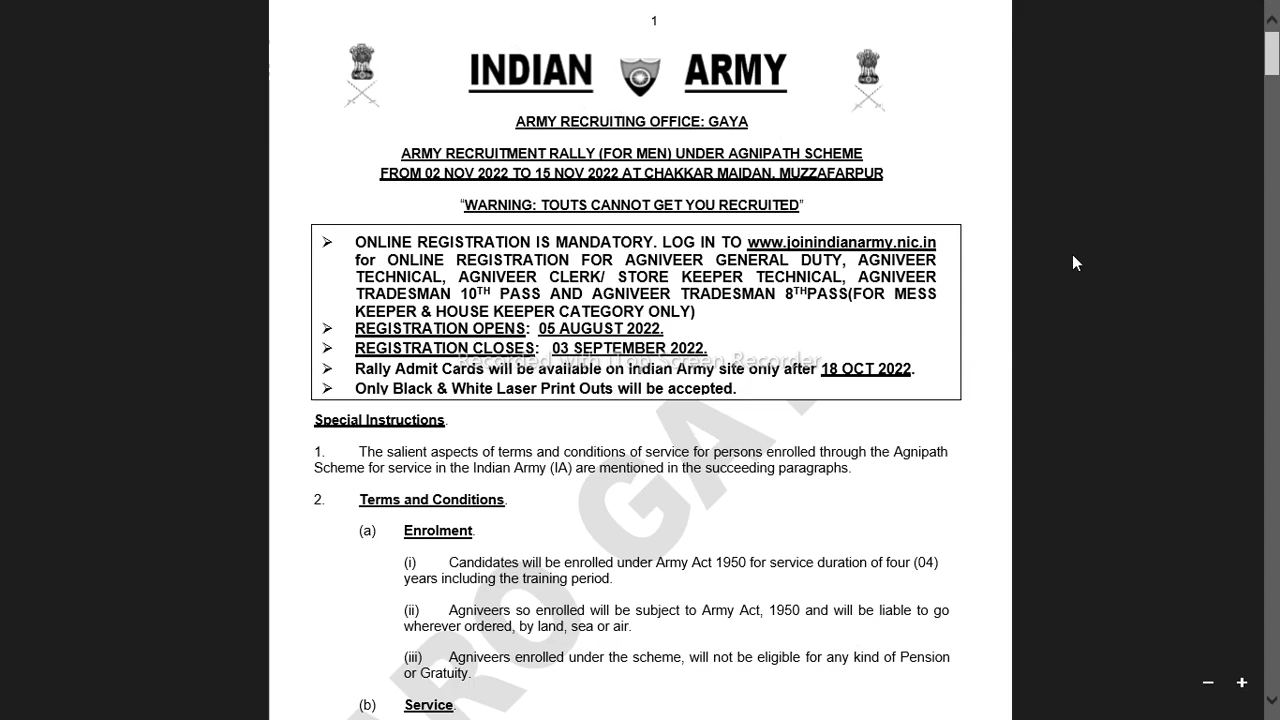 1
INDIAN ARMY
ARMY RECRUITING OFFICE: GAYA
ARMY RECRUITMENT RALLY (FOR MEN) UNDER AGNIPATH SCHEME
FROM 02 NOV 2022 TO 15 NOV 2022 AT CHAKKAR MAIDAN, MUZZAFARPUR
“WARNING: TOUTS CANNOT GET YOU RECRUITED”
➢ ONLINE REGISTRATION IS MANDATORY. LOG IN TO www.joinindianarmy.nic.in
for ONLINE REGISTRATION FOR AGNIVEER GENERAL DUTY, AGNIVEER
TECHNICAL, AGNIVEER CLERK/ STORE KEEPER TECHNICAL, AGNIVEER
TRADESMAN 10TH PASS AND AGNIVEER TRADESMAN 8THPASS(FOR MESS
KEEPER & HOUSE KEEPER CATEGORY ONLY)
➢ REGISTRATION OPENS: 05 AUGUST 2022.
➢ REGISTRATION CLOSES: 03 SEPTEMBER 2022.
Recorded with iTop Screen Recorder
➢ Rally Admit Cards will be available on Indian Army site only after 18 OCT 2022.
➢ Only Black & White Laser Print Outs will be accepted.
Special Instructions.
1. The salient aspects of terms and conditions of service for persons enrolled through the Agnipath
Scheme for service in the Indian Army (IA) are mentioned in the succeeding paragraphs.
2. Terms and Conditions.
(a) Enrolment.
(i) Candidates will be enrolled under Army Act 1950 for service duration of four (04)
years including the training period.
(ii) Agniveers so enrolled will be subject to Army Act, 1950 and will be liable to go
wherever ordered, by land, sea or air.
(iii) Agniveers enrolled under the scheme, will not be eligible for any kind of Pension
or Gratuity.
(b) Service.
ARO GAY